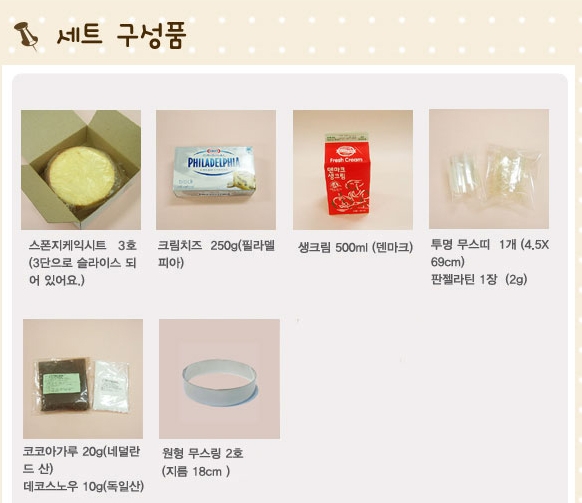 세트 구성품
PHILADELPHIA
Fresh Cream
덴마크
생크림
스폰지케익시트 3호
(3단으로 슬라이스 되
어 있어요.)
크림치즈 250g(필라델
피아)
생크림 500ml (덴마크)
투명 무스띠 1개 (4.5X
69cm)
판젤라틴 1장 (2g)
코코아가루 20g(네덜란
드 산)
데코스노우 10g(독일산)
원형 무스링 2호
(지름 18cm )